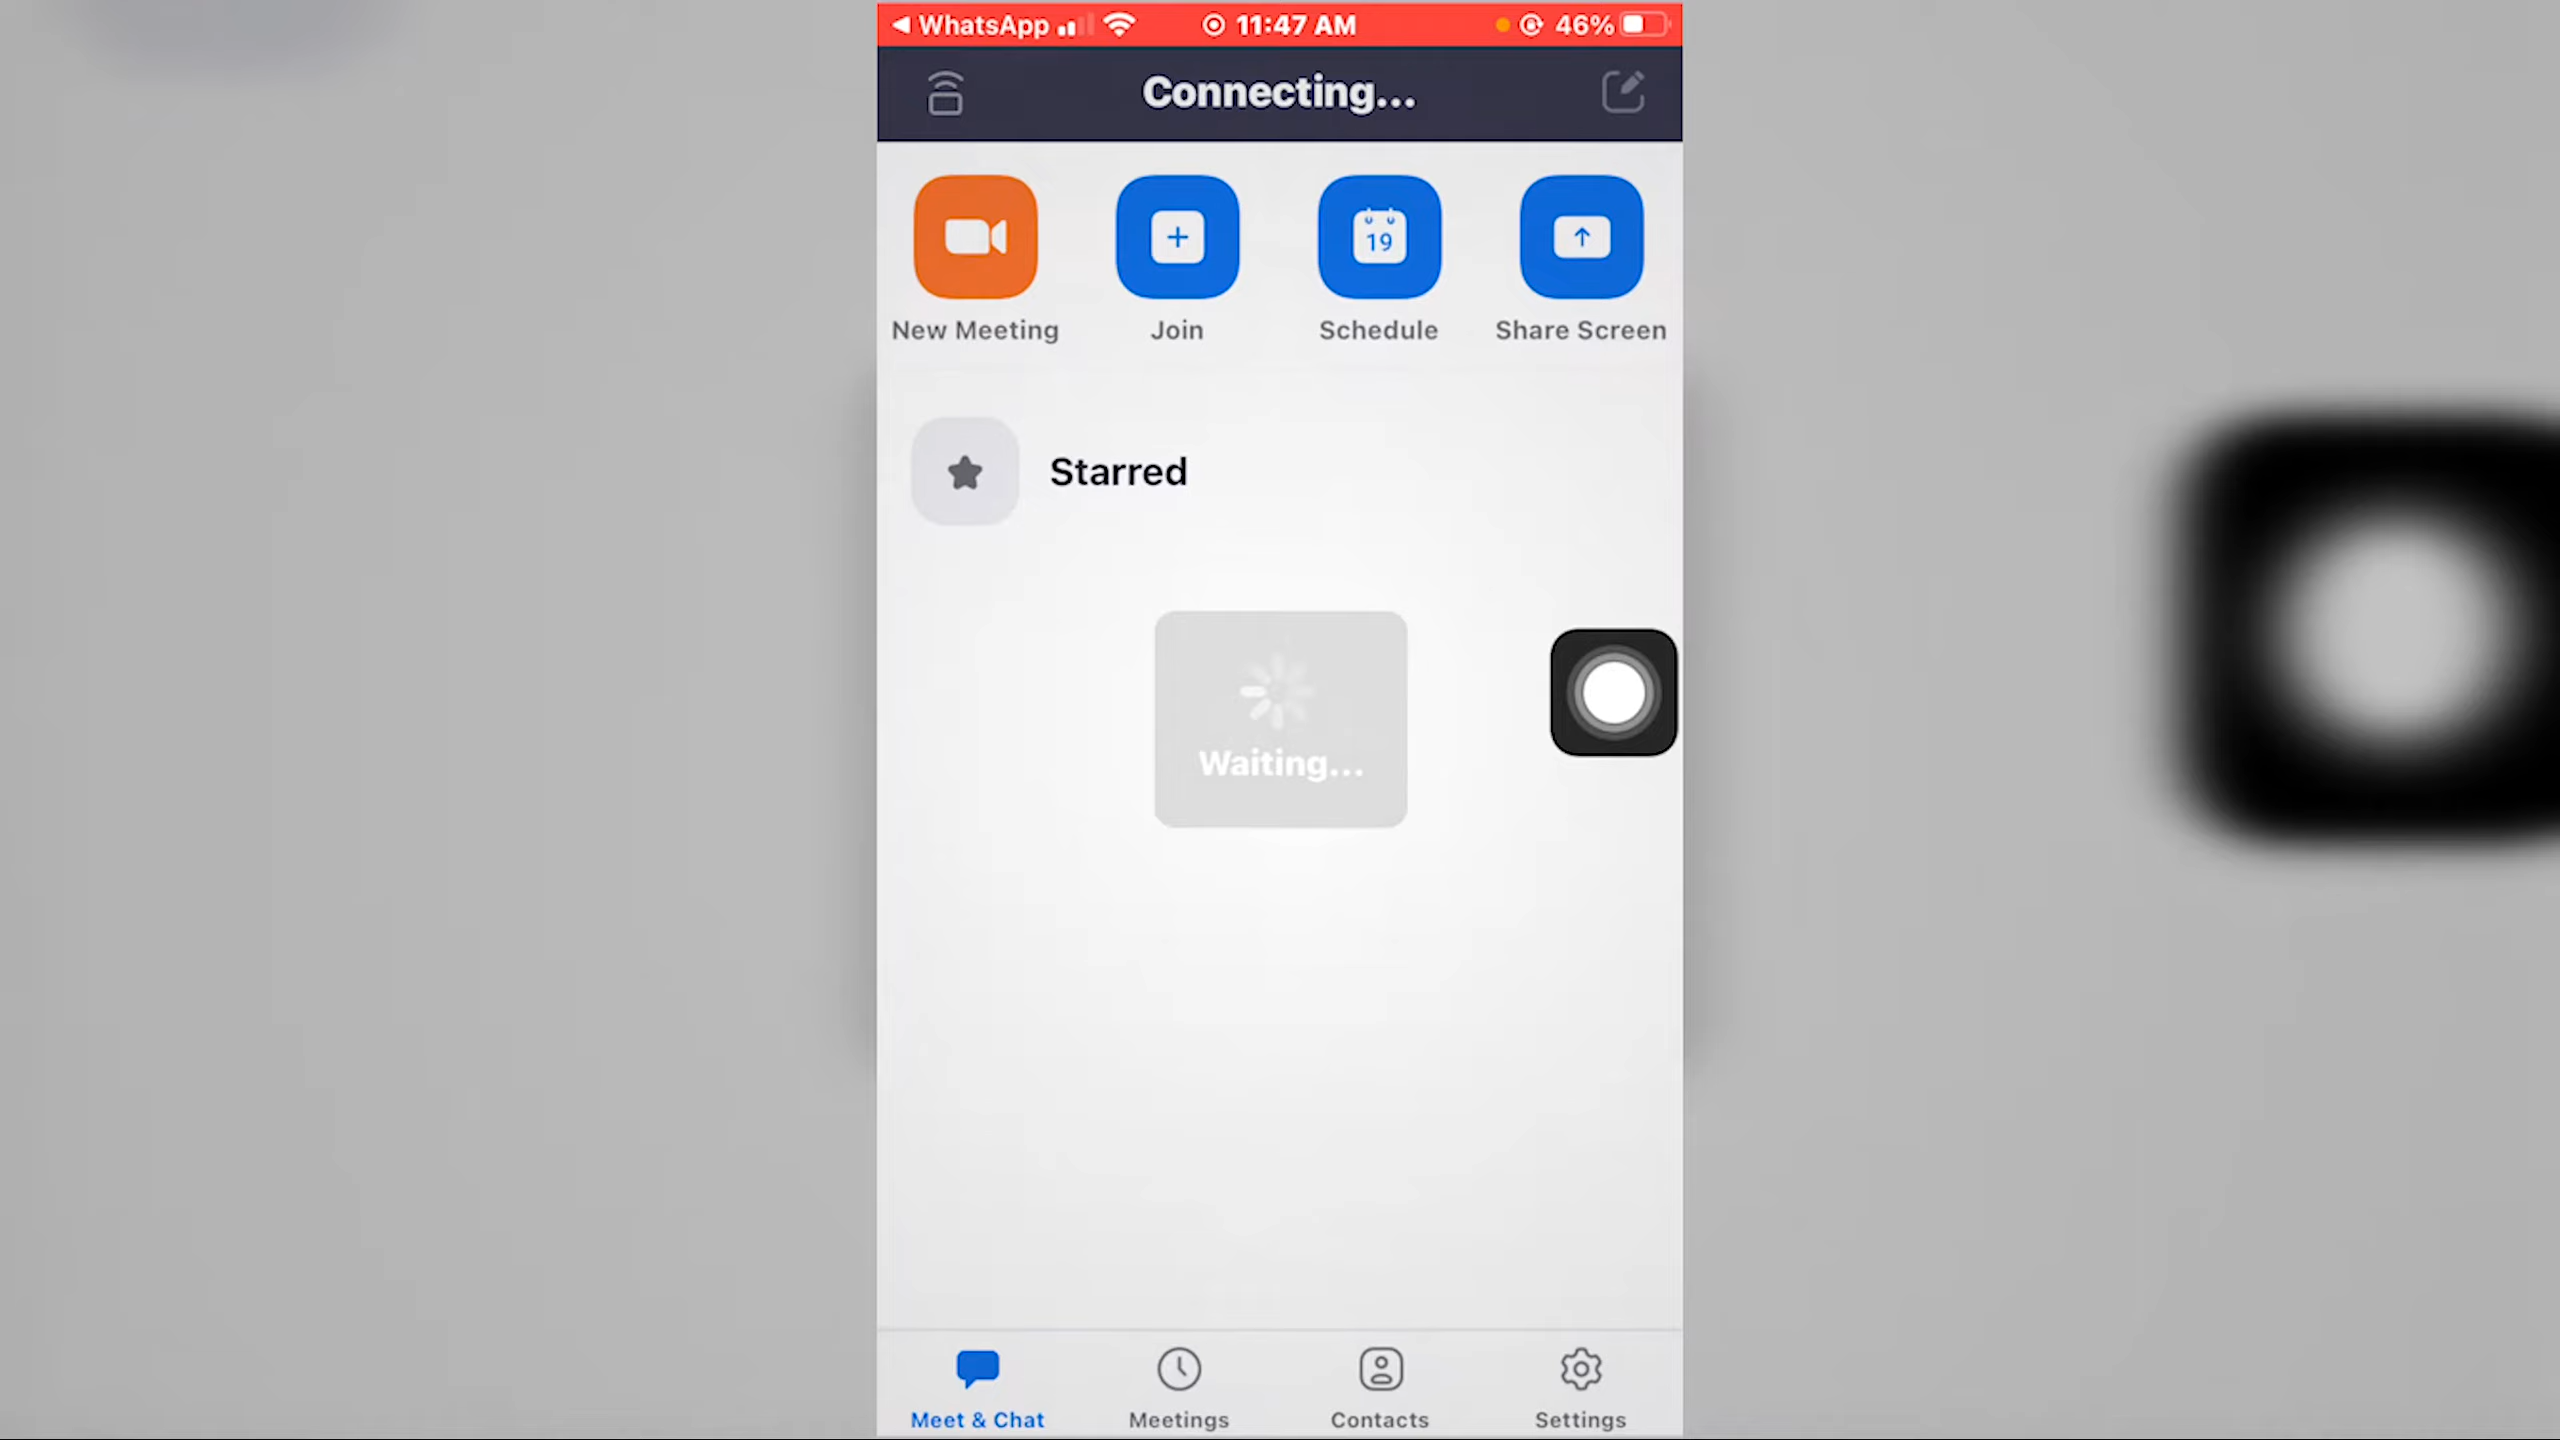 WhatsApp 11:47 AM 46%
Connecting...
19
New Meeting Join Schedule Share Screen
Starred
Waiting...
Meet & Chat Meetings Contacts Settings